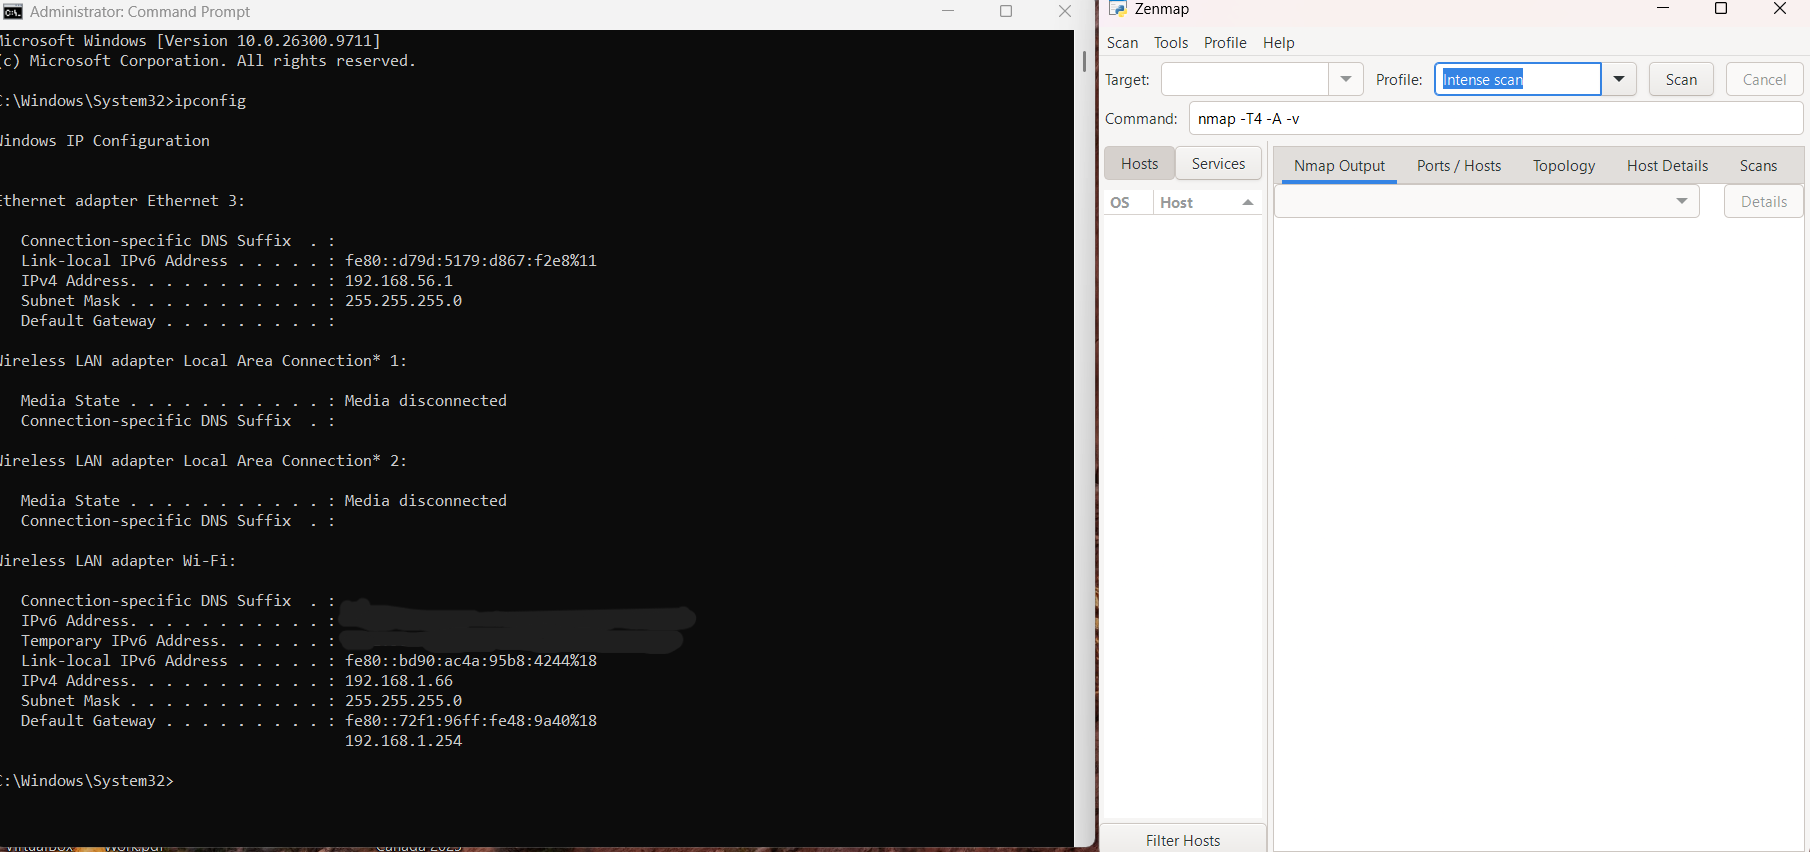 Administrator: Command Prompt
Microsoft Windows [Version 10.0.26300.9711]
(c) Microsoft Corporation. All rights reserved.
C:\Windows\System32>ipconfig
Windows IP Configuration
Ethernet adapter Ethernet 3:
Connection-specific DNS Suffix  . :
Link-local IPv6 Address . . . . . : fe80::d79d:5179:d867:f2e8%11
IPv4 Address. . . . . . . . . . . : 192.168.56.1
Subnet Mask . . . . . . . . . . . : 255.255.255.0
Default Gateway . . . . . . . . . :
Wireless LAN adapter Local Area Connection* 1:
Media State . . . . . . . . . . . : Media disconnected
Connection-specific DNS Suffix  . :
Wireless LAN adapter Local Area Connection* 2:
Media State . . . . . . . . . . . : Media disconnected
Connection-specific DNS Suffix  . :
Wireless LAN adapter Wi-Fi:
Connection-specific DNS Suffix  . :
IPv6 Address. . . . . . . . . . . :
Temporary IPv6 Address. . . . . . :
Link-local IPv6 Address . . . . . : fe80::bd90:ac4a:95b8:4244%18
IPv4 Address. . . . . . . . . . . : 192.168.1.66
Subnet Mask . . . . . . . . . . . : 255.255.255.0
Default Gateway . . . . . . . . . : fe80::72f1:96ff:fe48:9a40%18
192.168.1.254
C:\Windows\System32>
Zenmap
Scan Tools Profile Help
Target: Profile: Intense scan Scan Cancel
Command: nmap -T4 -A -v
Hosts Services
OS Host
Nmap Output Ports / Hosts Topology Host Details Scans
Details
Filter Hosts